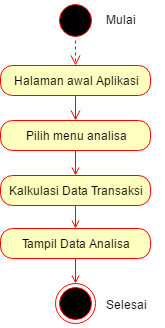 Mulai
Halaman awal Aplikasi
Pilih menu analisa
Kalkulasi Data Transaksi
Tampil Data Analisa
Selesai